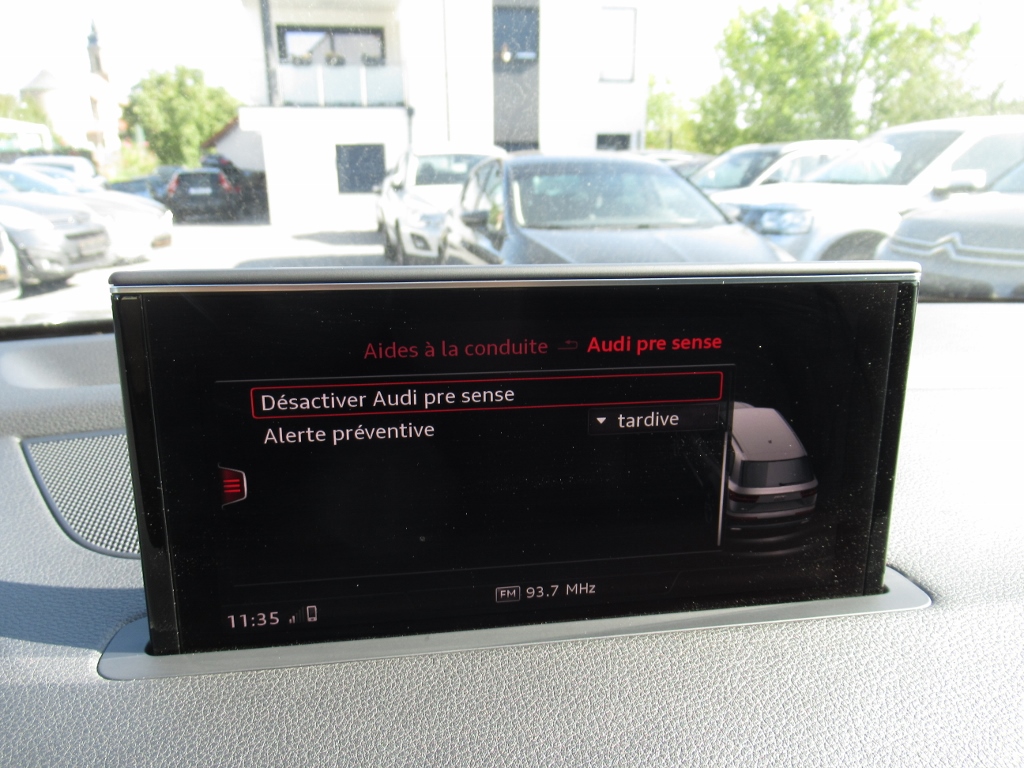 Aides à la conduite Audi pre sense
Désactiver Audi pre sense
Alerte préventive tardive
FM 93.7 MHz
11:35